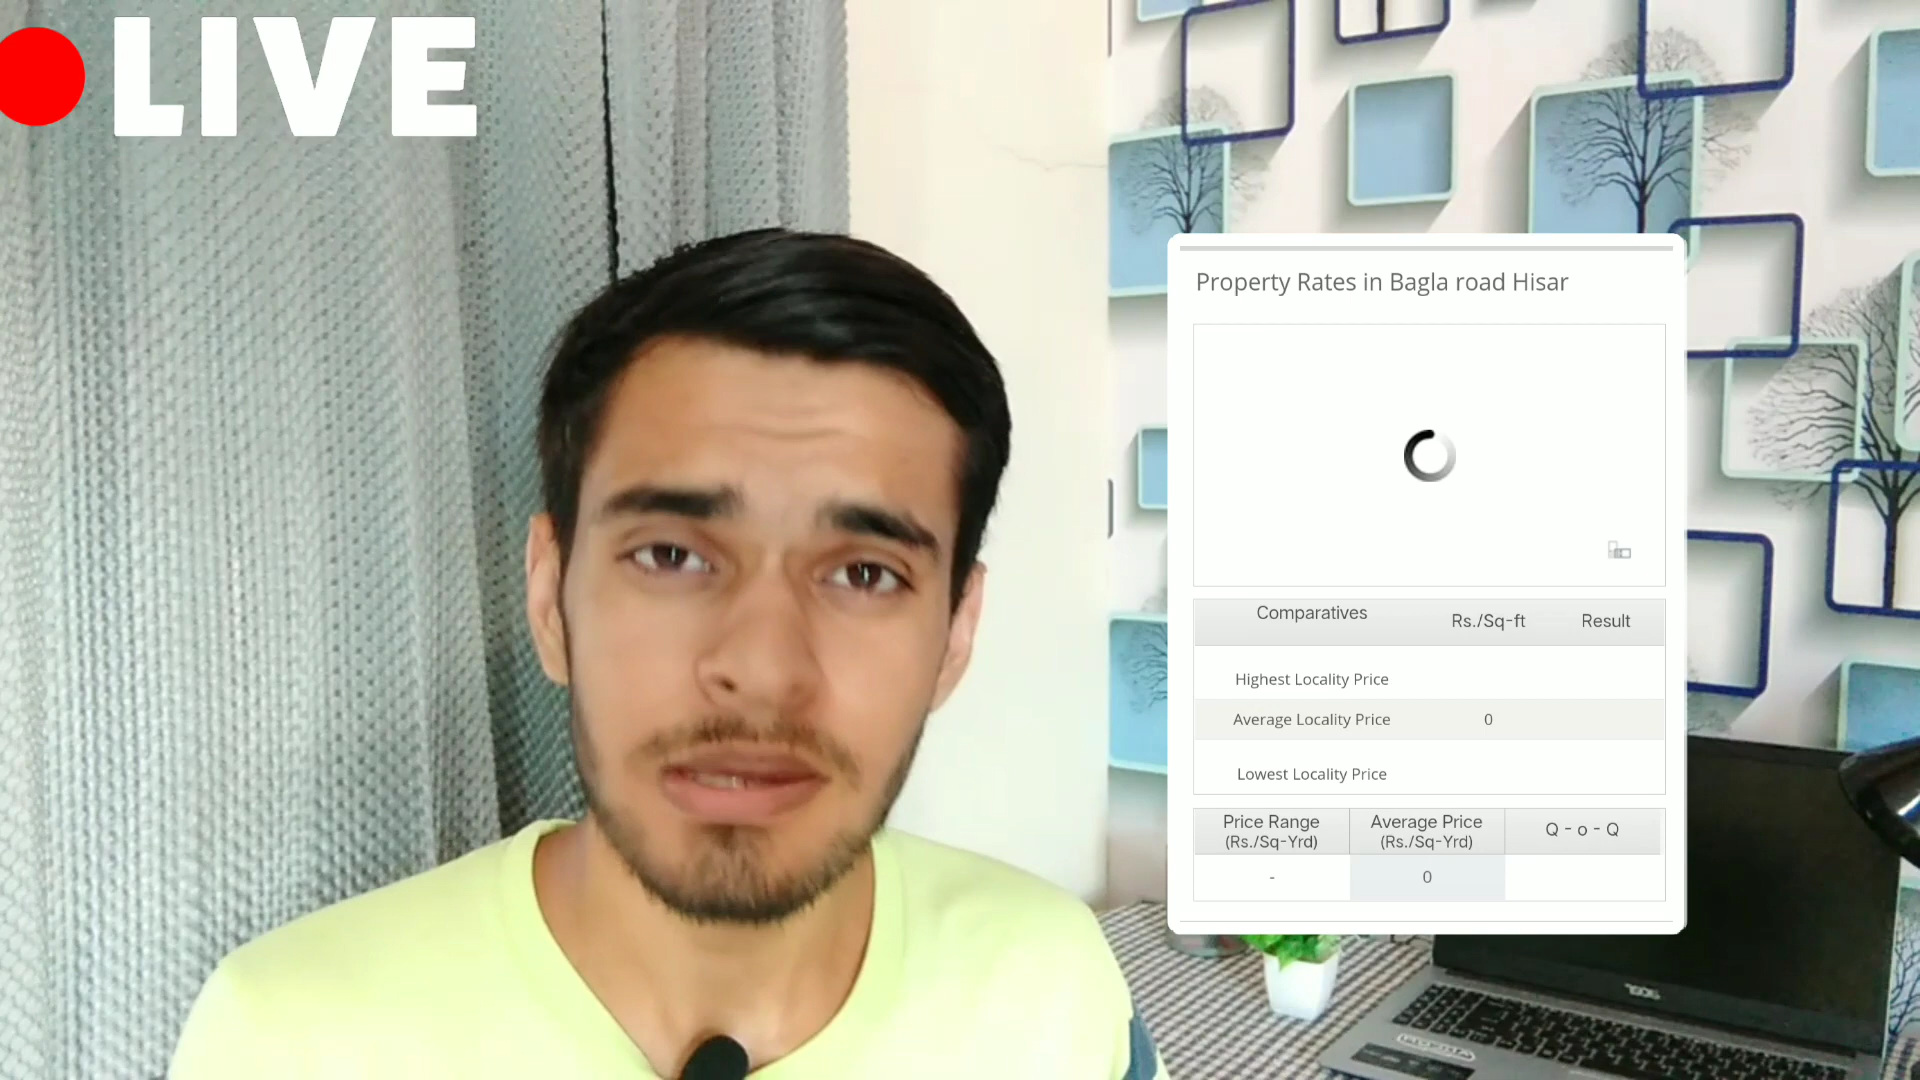 LIVE
Property Rates in Bagla road Hisar
Comparatives Rs./Sq-ft Result
Highest Locality Price
Average Locality Price 0
Lowest Locality Price
Price Range Average Price Q - o - Q
(Rs./Sq-Yrd) (Rs./Sq-Yrd)
- 0
acer